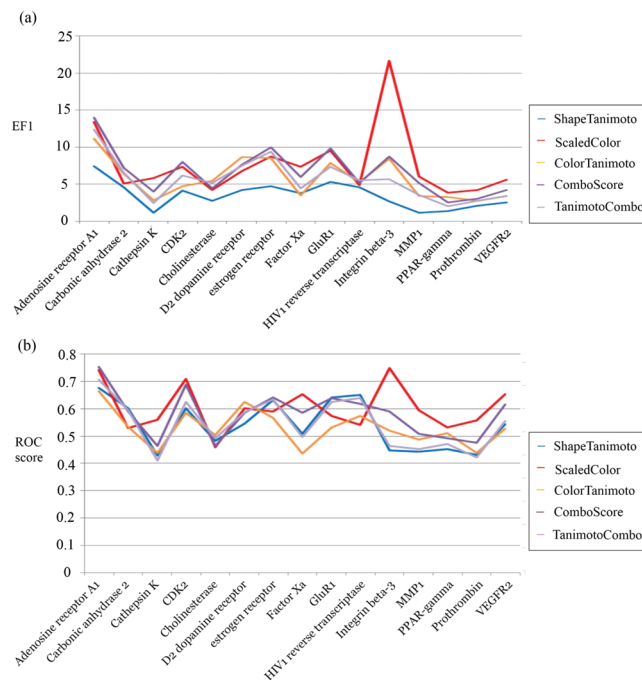 (a)
25
20
15
EF1
10
5
0
ShapeTanimoto
ScaledColor
ColorTanimoto
ComboScore
TanimotoCombo
Adenosine receptor A1
Carbonic anhydrase 2
Cathepsin K
CDK2
Cholinesterase
D2 dopamine receptor
estrogen receptor
Factor Xa
GluR1
HIV1 reverse transcriptase
Integrin beta-3
MMP1
PPAR-gamma
Prothrombin
VEGFR2
(b)
0.8
0.7
0.6
0.5
ROC
score
0.4
0.3
0.2
0.1
0
ShapeTanimoto
ScaledColor
ColorTanimoto
ComboScore
TanimotoCombo
Adenosine receptor A1
Carbonic anhydrase 2
Cathepsin K
CDK2
Cholinesterase
D2 dopamine receptor
estrogen receptor
Factor Xa
GluR1
HIV1 reverse transcriptase
Integrin beta-3
MMP1
PPAR-gamma
Prothrombin
VEGFR2